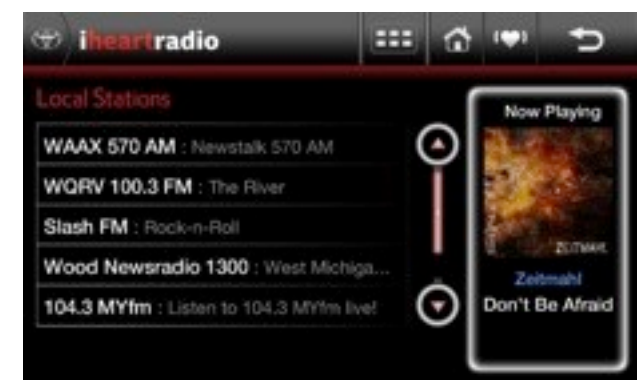 iheartradio
Local Stations
WAAX 570 AM : Newstalk 570 AM
WQRV 100.3 FM : The River
Slash FM : Rock-n-Roll
Wood Newsradio 1300 : West Michiga...
104.3 MYfm : Listen to 104.3 MYfm live!
Now Playing
ZEITMAHL
Zeitmahl
Don't Be Afraid